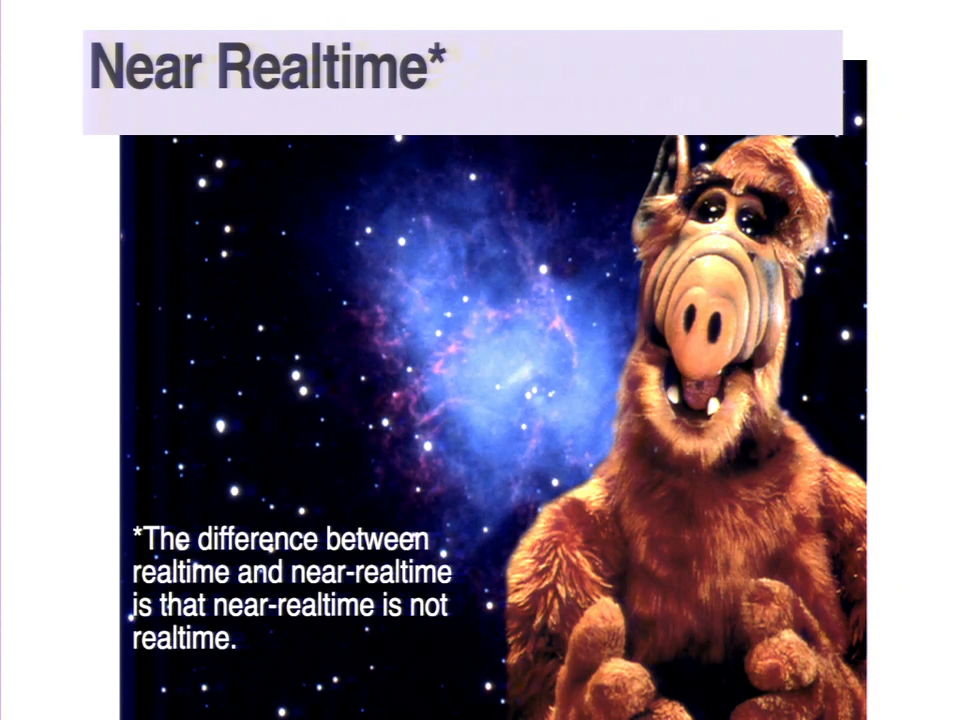 Near Realtime*
*The difference between
realtime and near-realtime
is that near-realtime is not
realtime.